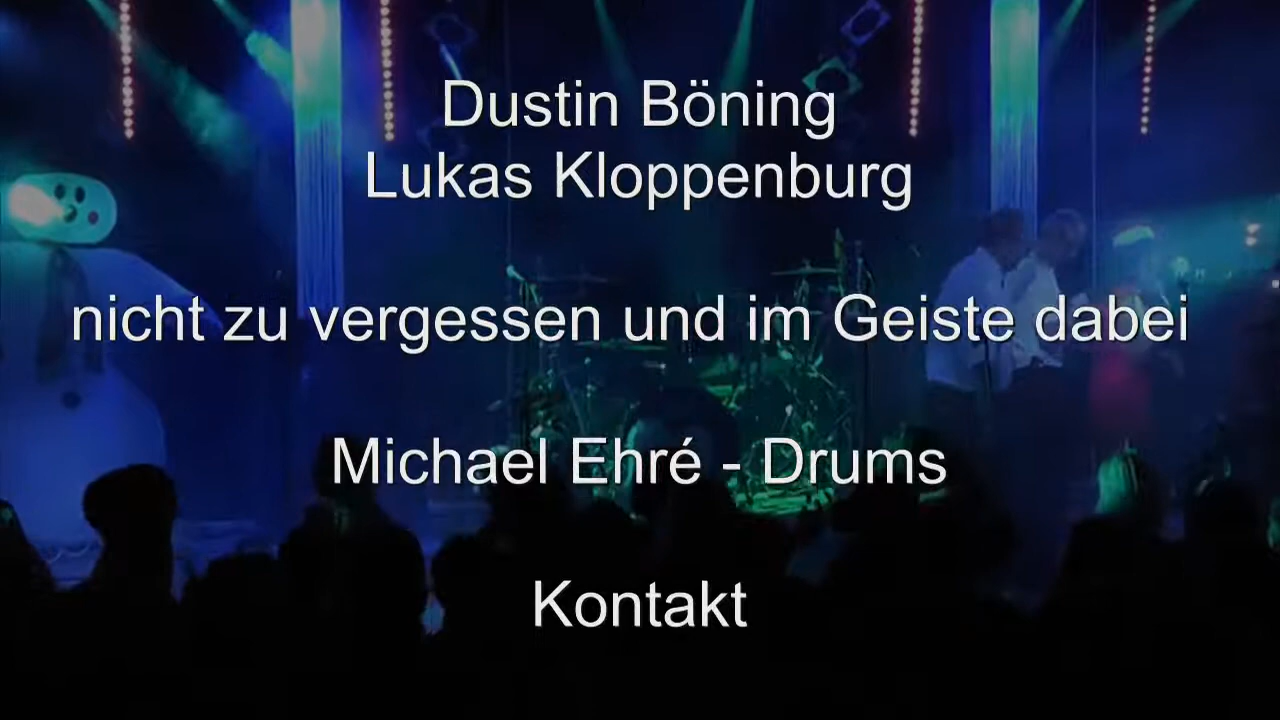 Dustin Böning
Lukas Kloppenburg
nicht zu vergessen und im Geiste dabei
Michael Ehré - Drums
Kontakt